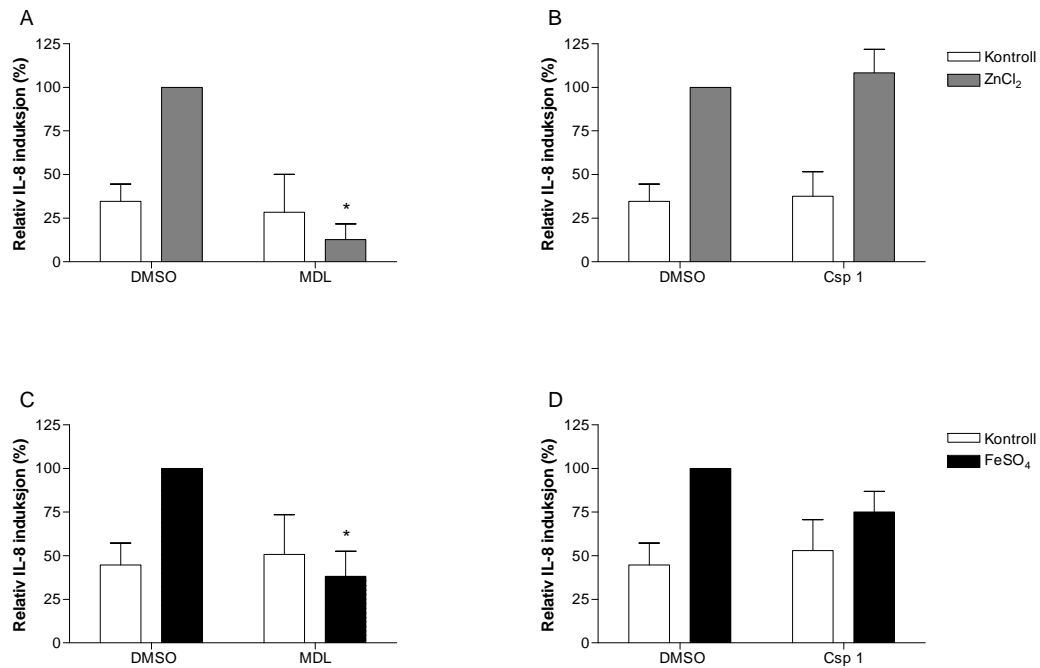 A
Relativ IL-8 induksjon (%)
125
100
75
50
25
0
*
DMSO MDL
B
Relativ IL-8 induksjon (%)
125
100
75
50
25
0
DMSO Csp 1
Kontroll
ZnCl₂
C
Relativ IL-8 induksjon (%)
125
100
75
50
25
0
*
DMSO MDL
D
Relativ IL-8 induksjon (%)
125
100
75
50
25
0
DMSO Csp 1
Kontroll
FeSO₄